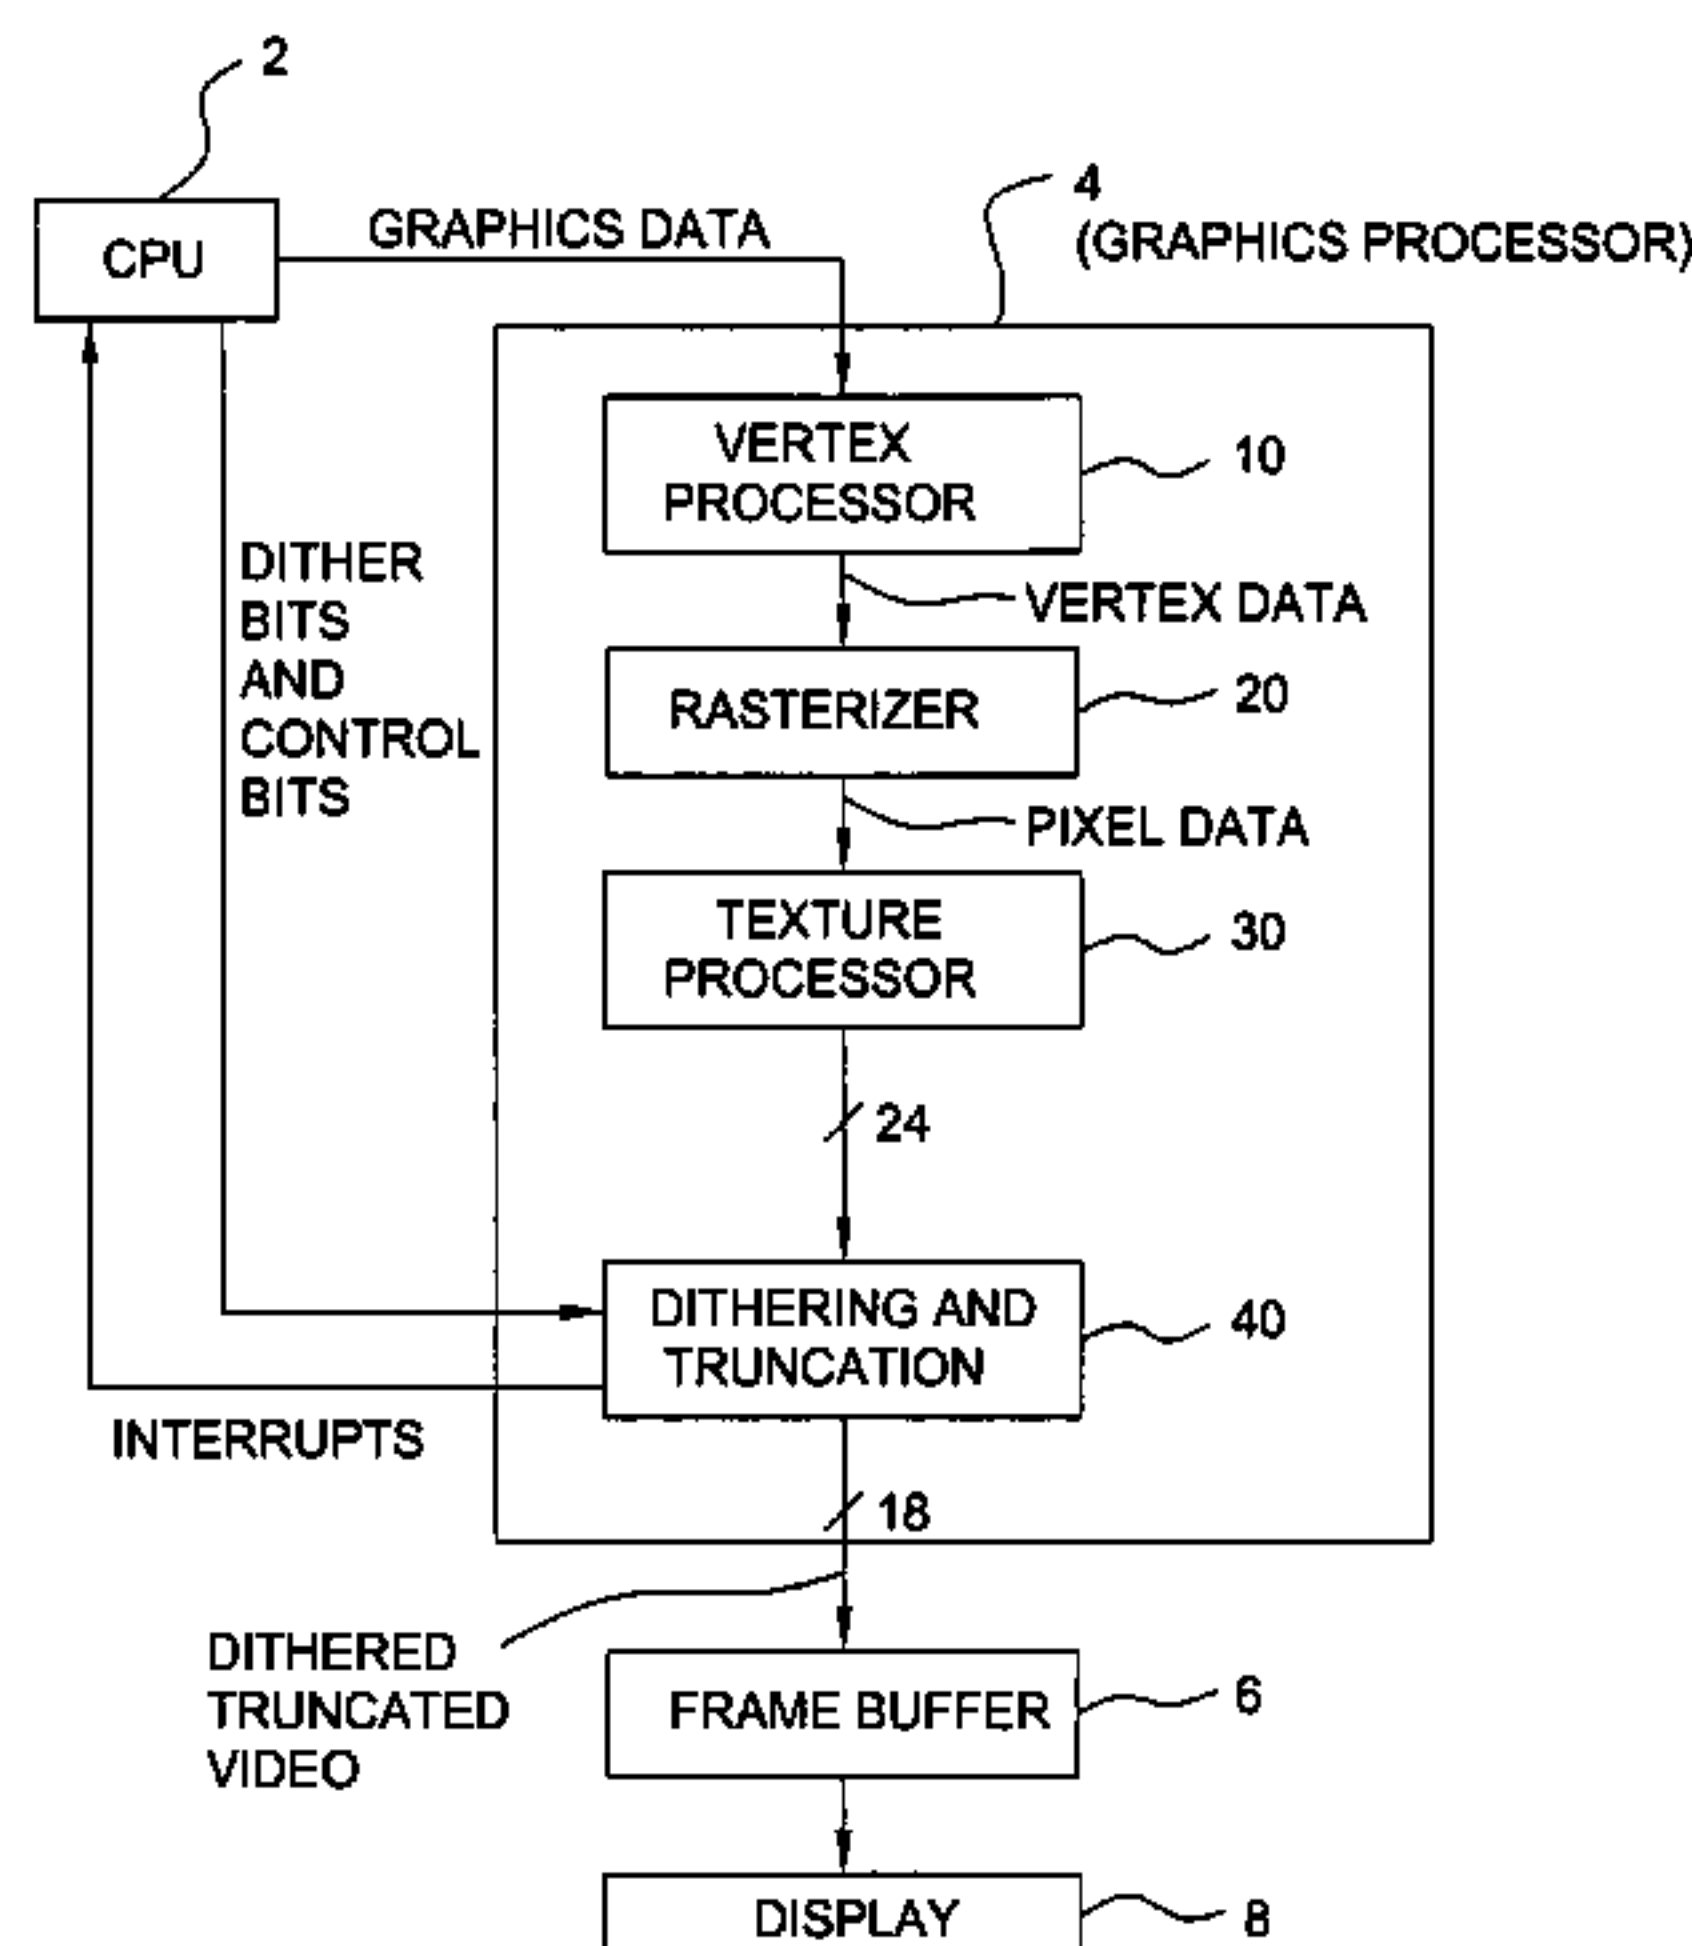 2
CPU
GRAPHICS DATA
4
(GRAPHICS PROCESSOR)
VERTEX
PROCESSOR
10
DITHER
BITS
AND
CONTROL
BITS
VERTEX DATA
RASTERIZER
20
PIXEL DATA
TEXTURE
PROCESSOR
30
24
DITHERING AND
TRUNCATION
40
INTERRUPTS
18
DITHERED
TRUNCATED
VIDEO
FRAME BUFFER
6
DISPLAY
8